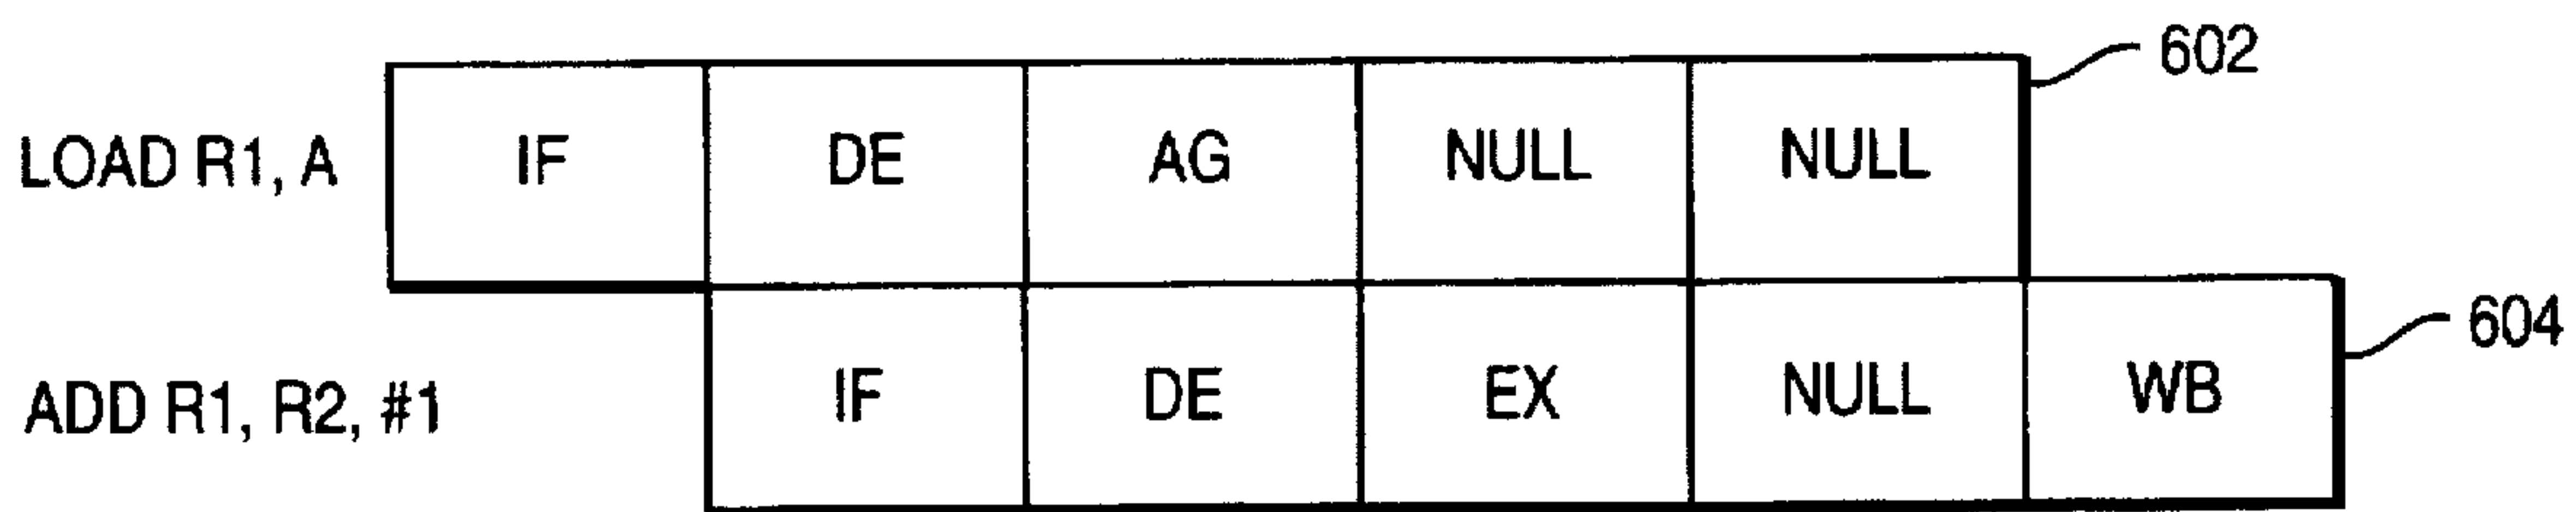 602
LOAD R1, A IF DE AG NULL NULL
604
ADD R1, R2, #1 IF DE EX NULL WB